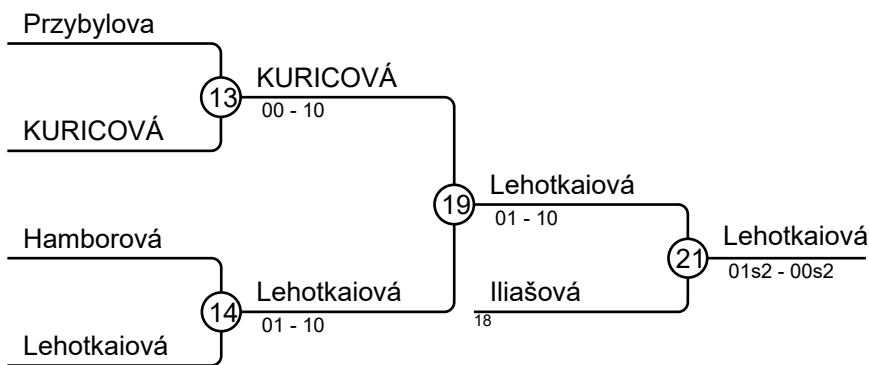 Przybylova
13
KURICOVÁ
00 - 10
KURICOVÁ
19
Lehotkaiová
01 - 10
Hamborová
14
Lehotkaiová
01 - 10
Lehotkaiová
21
Lehotkaiová
01s2 - 00s2
Iliašová
18